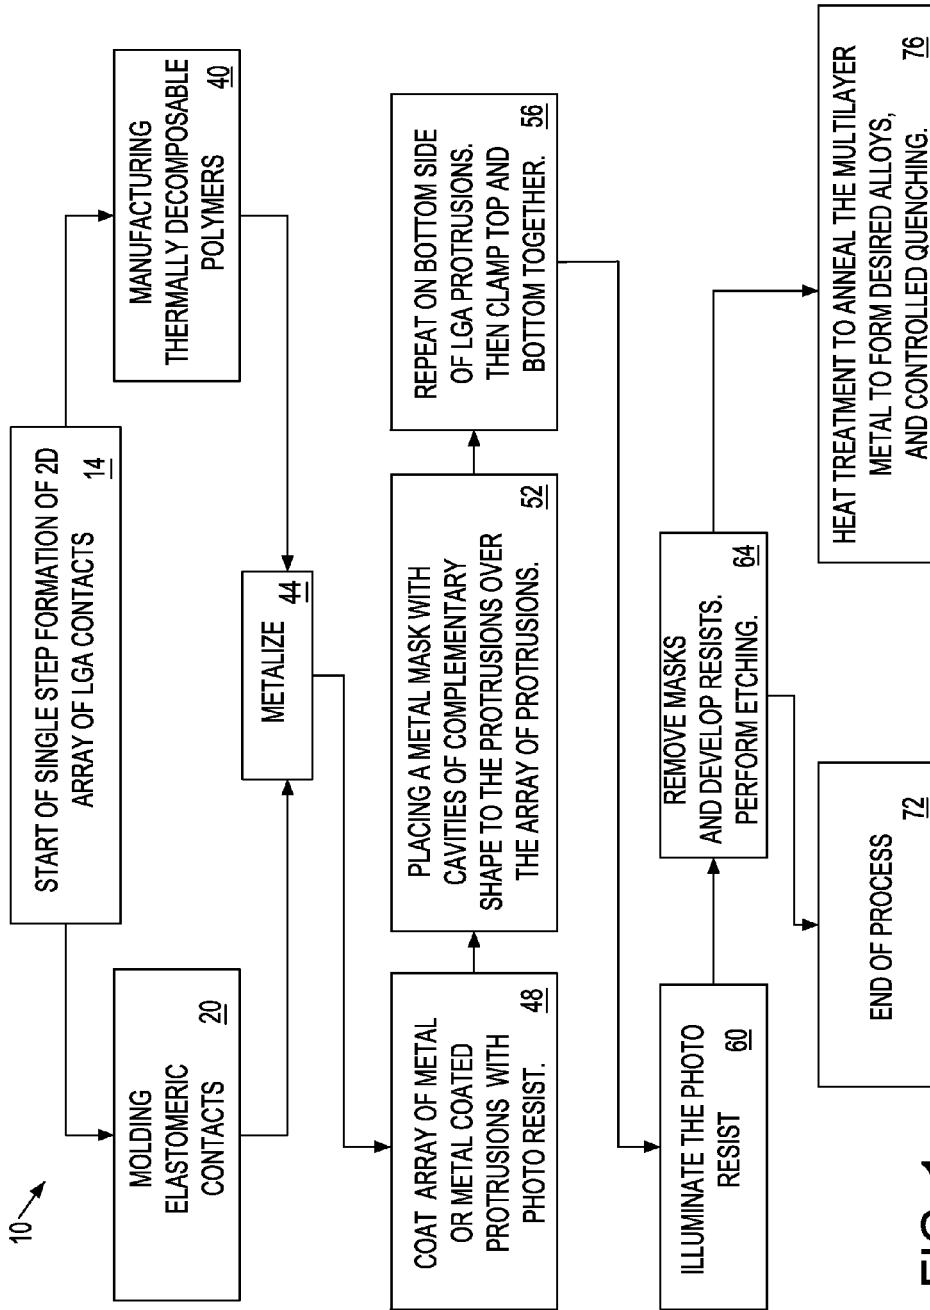 10
START OF SINGLE STEP FORMATION OF 2D
ARRAY OF LGA CONTACTS
14
MOLDING
ELASTOMERIC
CONTACTS
20
MANUFACTURING
THERMALLY DECOMPOSABLE
POLYMERS
40
METALIZE
44
COAT ARRAY OF METAL
OR METAL COATED
PROTRUSIONS WITH
PHOTO RESIST.
48
PLACING A METAL MASK WITH
CAVITIES OF COMPLEMENTARY
SHAPE TO THE PROTRUSIONS OVER
THE ARRAY OF PROTRUSIONS.
52
REPEAT ON BOTTOM SIDE
OF LGA PROTRUSIONS.
THEN CLAMP TOP AND
BOTTOM TOGETHER.
56
ILLUMINATE THE PHOTO
RESIST
60
REMOVE MASKS
AND DEVELOP RESISTS.
PERFORM ETCHING.
64
END OF PROCESS
72
HEAT TREATMENT TO ANNEAL THE MULTILAYER
METAL TO FORM DESIRED ALLOYS,
AND CONTROLLED QUENCHING.
76